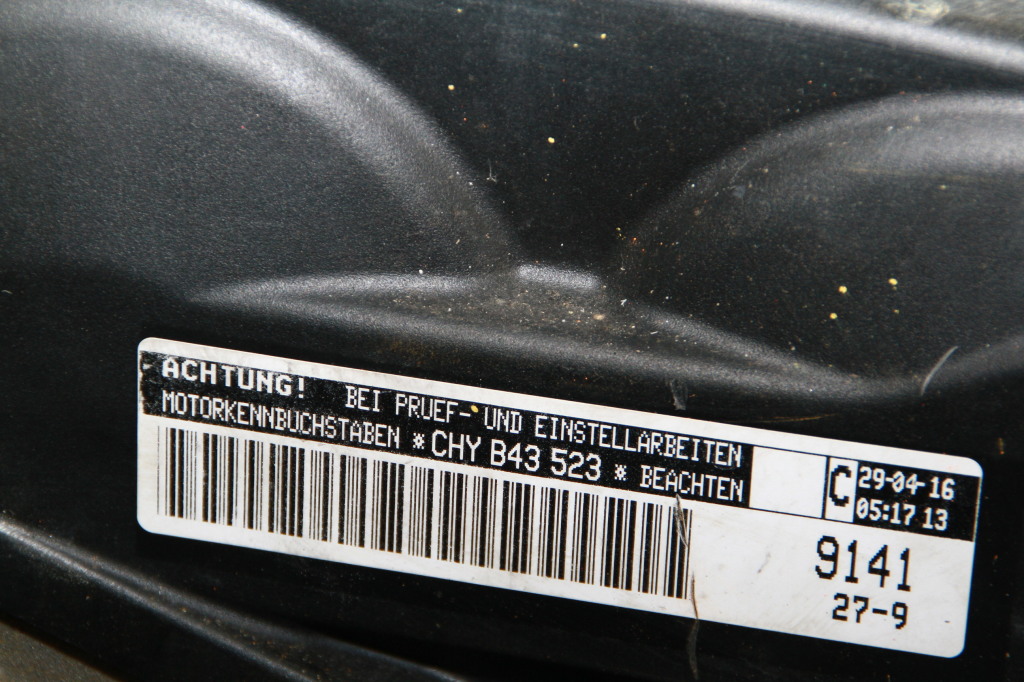 ACHTUNG! BEI PRUEF- UND EINSTELLARBEITEN
MOTORKENNBUCHSTABEN *CHY B43 523 * BEACHTEN
C
29-04-16
05:17 13
9141
27-9